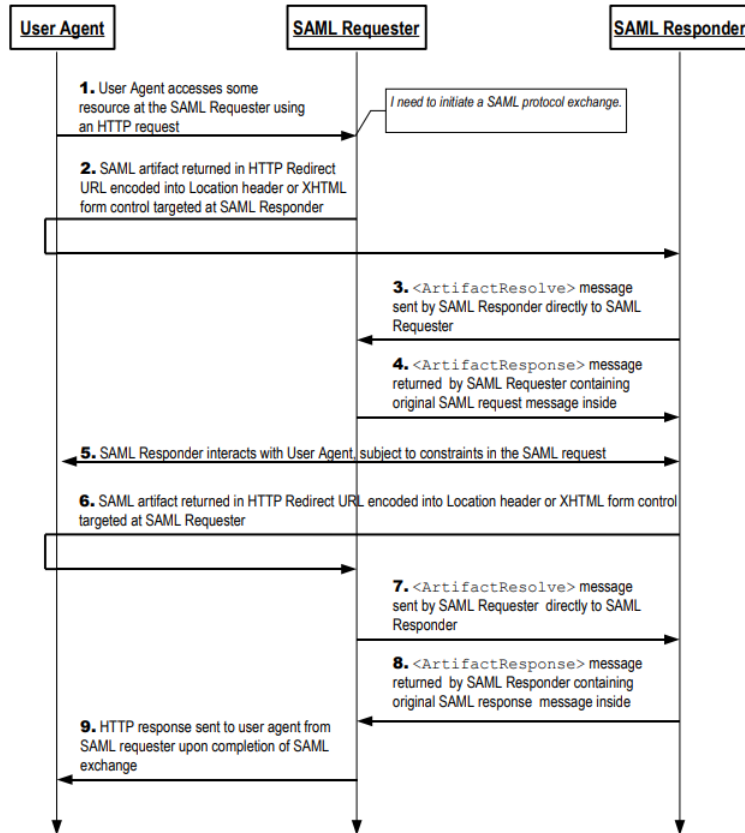 User Agent
SAML Requester
SAML Responder
1. User Agent accesses some
resource at the SAML Requester using
an HTTP request
I need to initiate a SAML protocol exchange.
2. SAML artifact returned in HTTP Redirect
URL encoded into Location header or XHTML
form control targeted at SAML Responder
3. <ArtifactResolve> message
sent by SAML Responder directly to SAML
Requester
4. <ArtifactResponse> message
returned by SAML Requester containing
original SAML request message inside
5. SAML Responder interacts with User Agent, subject to constraints in the SAML request
6. SAML artifact returned in HTTP Redirect URL encoded into Location header or XHTML form control
targeted at SAML Requester
7. <ArtifactResolve> message
sent by SAML Requester directly to SAML
Responder
8. <ArtifactResponse> message
returned by SAML Responder containing
original SAML response message inside
9. HTTP response sent to user agent from
SAML requester upon completion of SAML
exchange